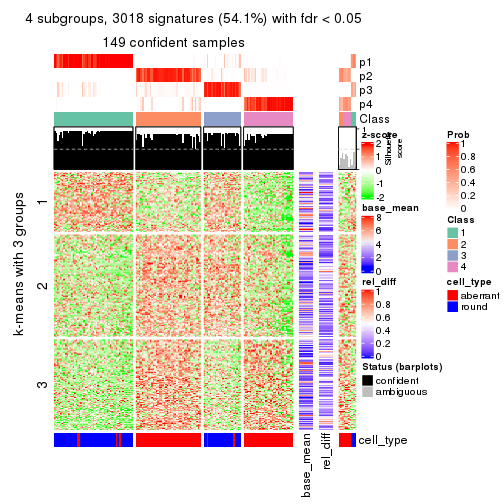 4 subgroups, 3018 signatures (54.1%) with fdr < 0.05
149 confident samples
p1
p2
p3
p4
Class
1
Silhouette
score
z-score
2
1
0
-1
-2
base_mean
8
6
4
2
0
rel_diff
1
0.8
0.6
0.4
0.2
0
Status (barplots)
confident
ambiguous
Prob
1
0.8
0.6
0.4
0.2
0
Class
1
2
3
4
cell_type
aberrant
round
k-means with 3 groups
1
2
3
cell_type
base_mean
rel_diff